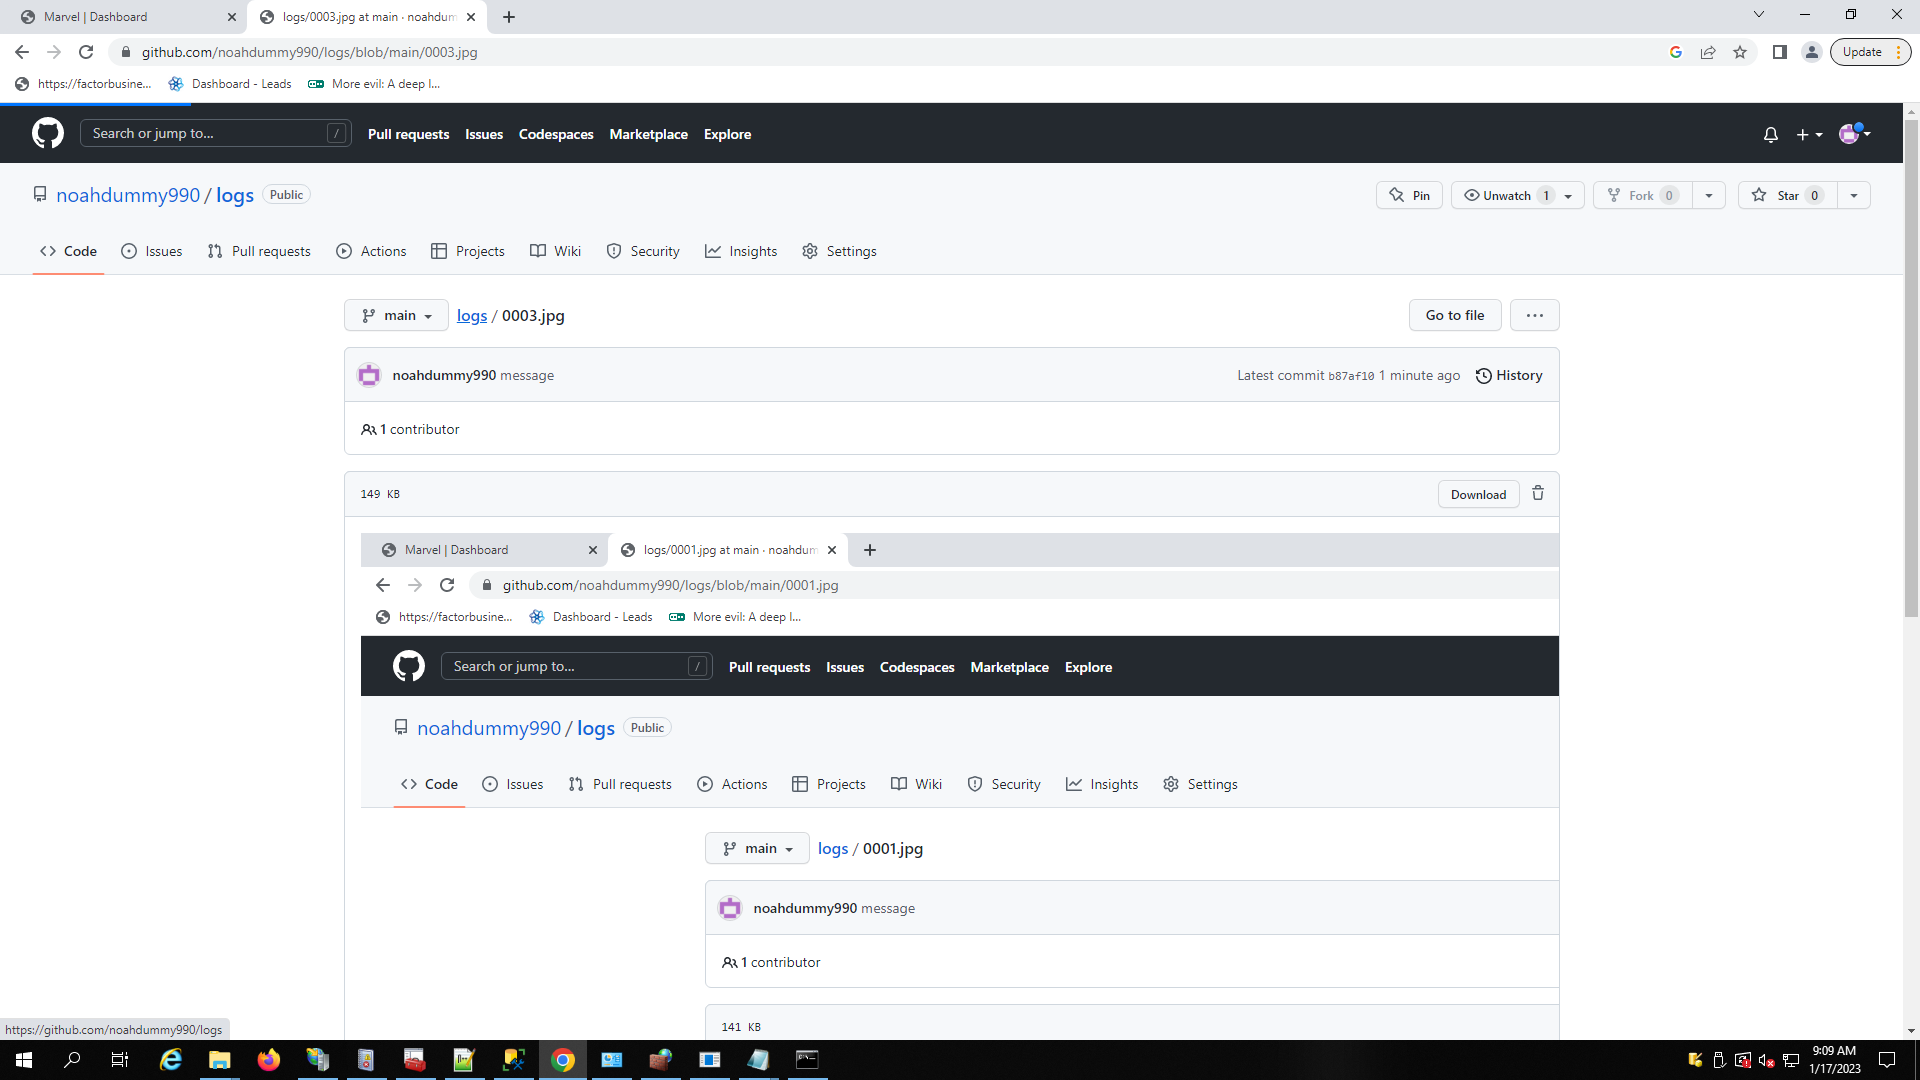 Marvel | Dashboard
logs/0003.jpg at main · noahdum
github.com/noahdummy990/logs/blob/main/0003.jpg
Update
https://factorbusine...
Dashboard - Leads
More evil: A deep l...
Search or jump to...
/
Pull requests
Issues
Codespaces
Marketplace
Explore
noahdummy990 / logs
Public
Pin
Unwatch 1
Fork 0
Star 0
Code
Issues
Pull requests
Actions
Projects
Wiki
Security
Insights
Settings
main
logs / 0003.jpg
Go to file
noahdummy990 message
Latest commit b87af10 1 minute ago
History
1 contributor
149 KB
Download
Marvel | Dashboard
logs/0001.jpg at main · noahdum
github.com/noahdummy990/logs/blob/main/0001.jpg
https://factorbusine...
Dashboard - Leads
More evil: A deep l...
Search or jump to...
/
Pull requests
Issues
Codespaces
Marketplace
Explore
noahdummy990 / logs
Public
Code
Issues
Pull requests
Actions
Projects
Wiki
Security
Insights
Settings
main
logs / 0001.jpg
noahdummy990 message
1 contributor
141 KB
https://github.com/noahdummy990/logs
9:09 AM
1/17/2023